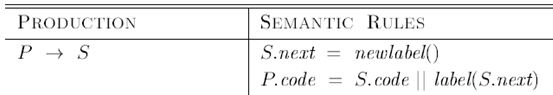 PRODUCTION SEMANTIC RULES
P → S S.next = newlabel()
P.code = S.code || label(S.next)